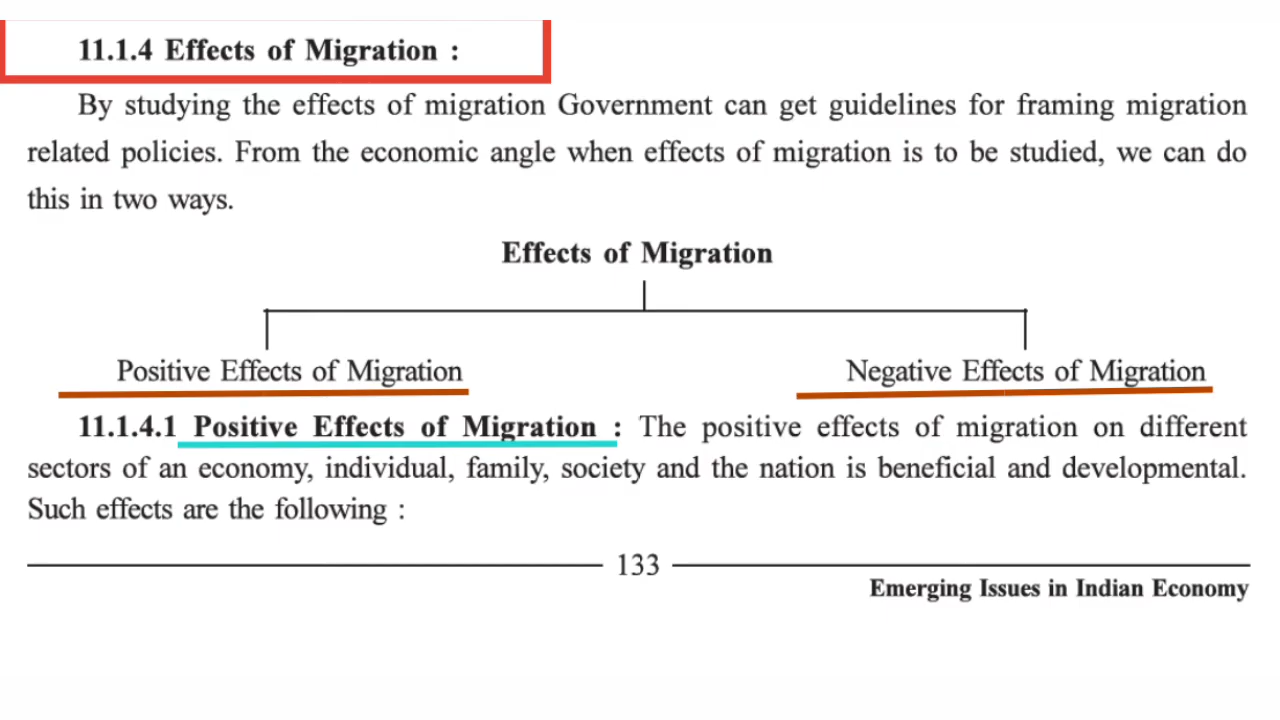 11.1.4 Effects of Migration :
By studying the effects of migration Government can get guidelines for framing migration
related policies. From the economic angle when effects of migration is to be studied, we can do
this in two ways.
Effects of Migration
Positive Effects of Migration
Negative Effects of Migration
11.1.4.1 Positive Effects of Migration : The positive effects of migration on different
sectors of an economy, individual, family, society and the nation is beneficial and developmental.
Such effects are the following :
133
Emerging Issues in Indian Economy